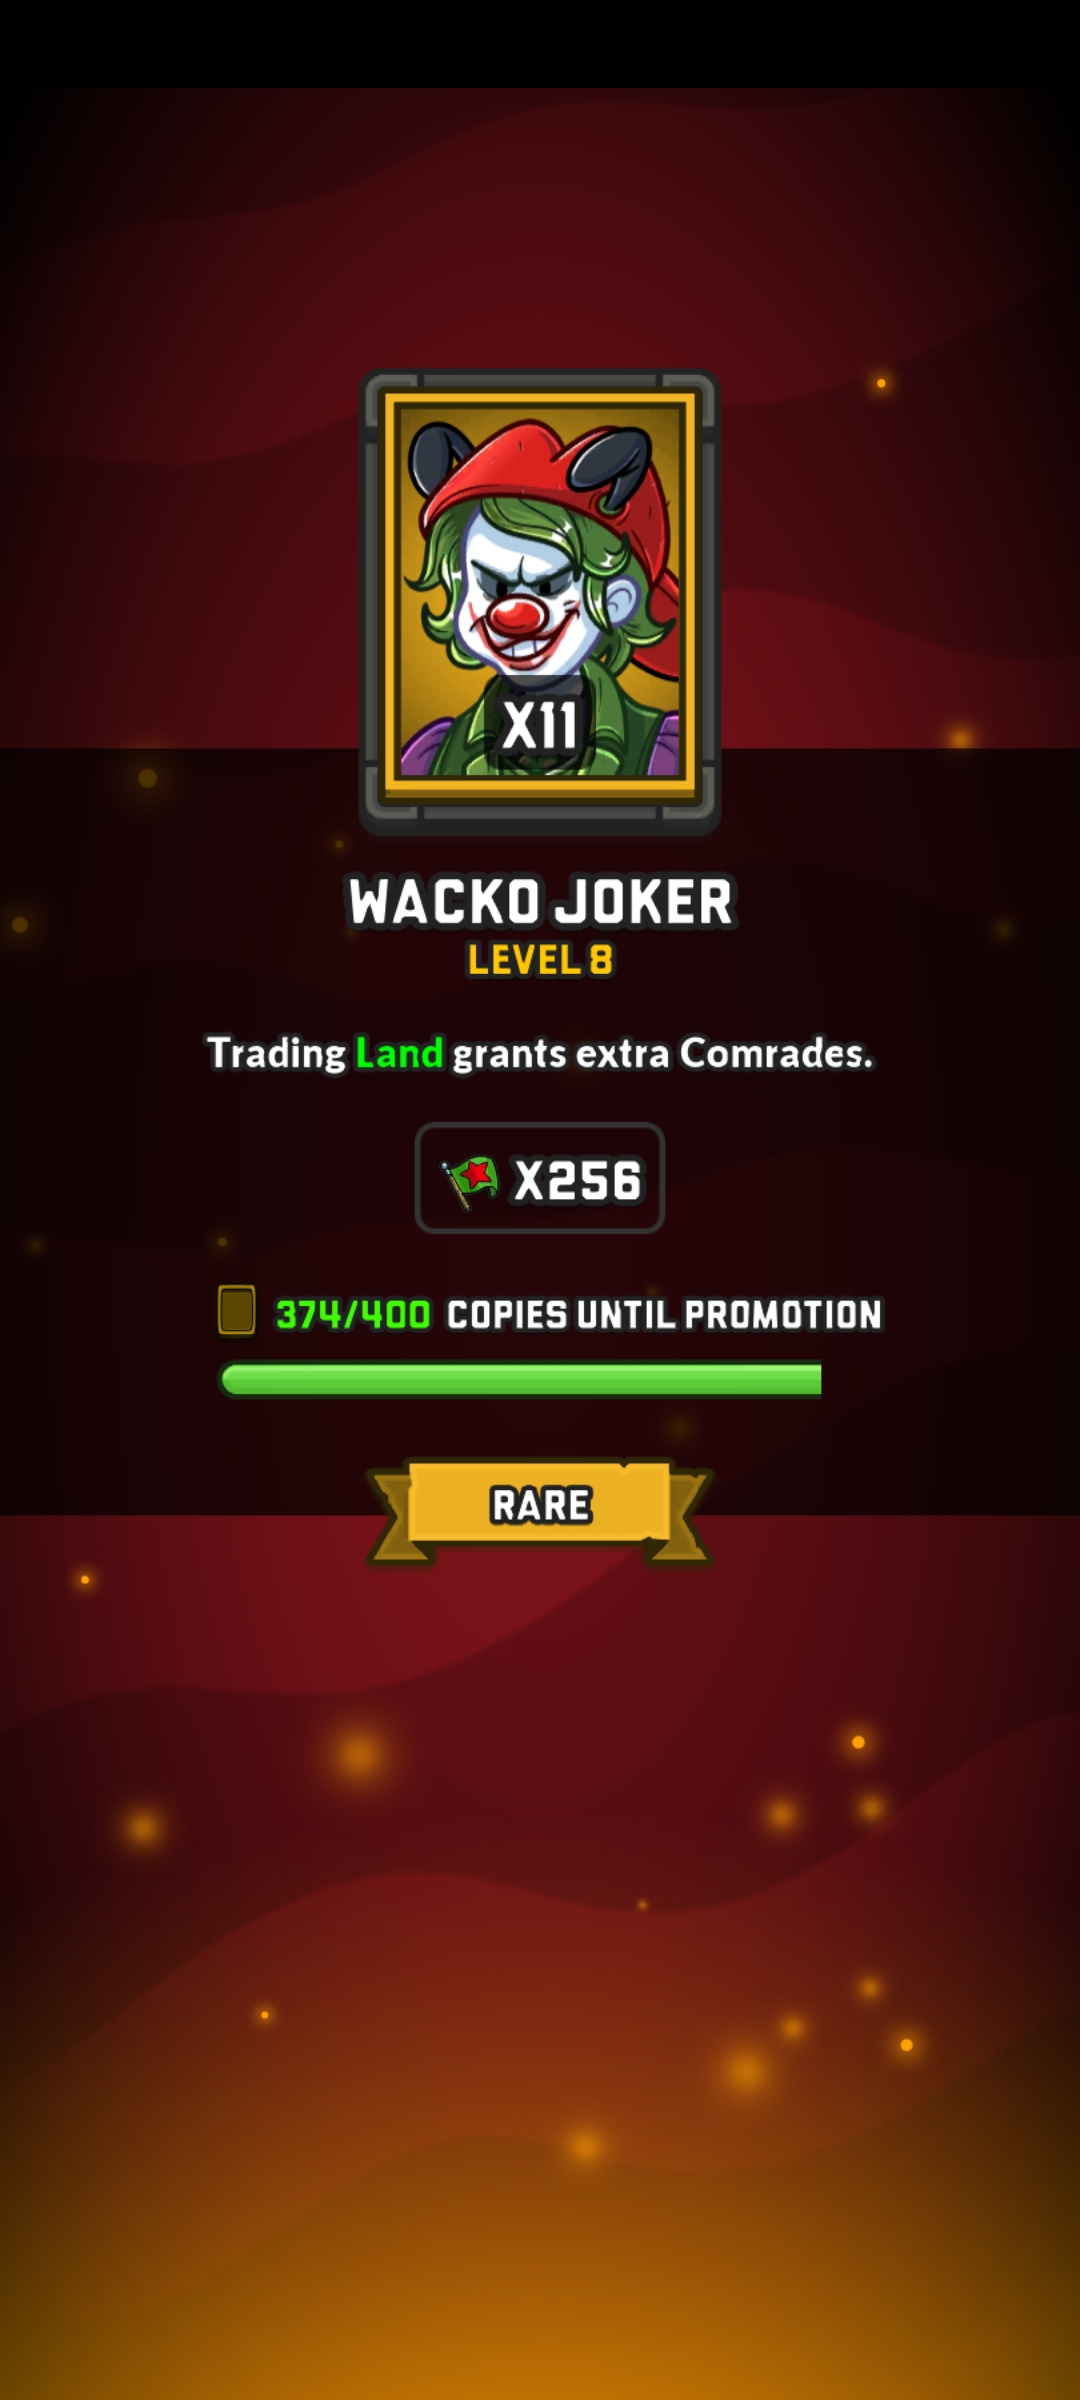 X11
WACKO JOKER
LEVEL 8
Trading Land grants extra Comrades.
X256
374/400 COPIES UNTIL PROMOTION
RARE